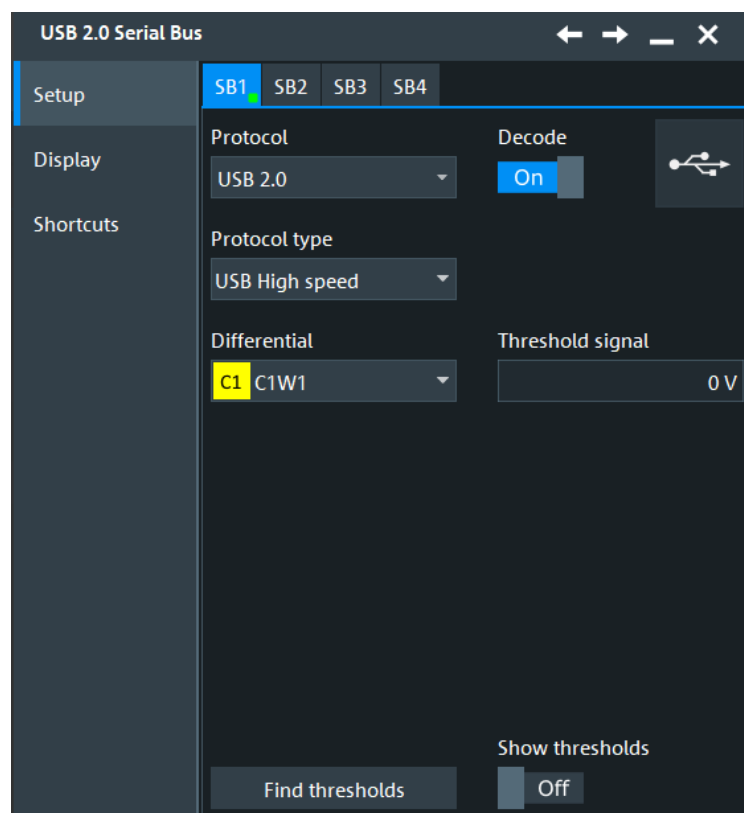 USB 2.0 Serial Bus
Setup
Display
Shortcuts
SB1 SB2 SB3 SB4
Protocol Decode
USB 2.0 On
Protocol type
USB High speed
Differential Threshold signal
C1 C1W1 0 V
Show thresholds
Find thresholds Off